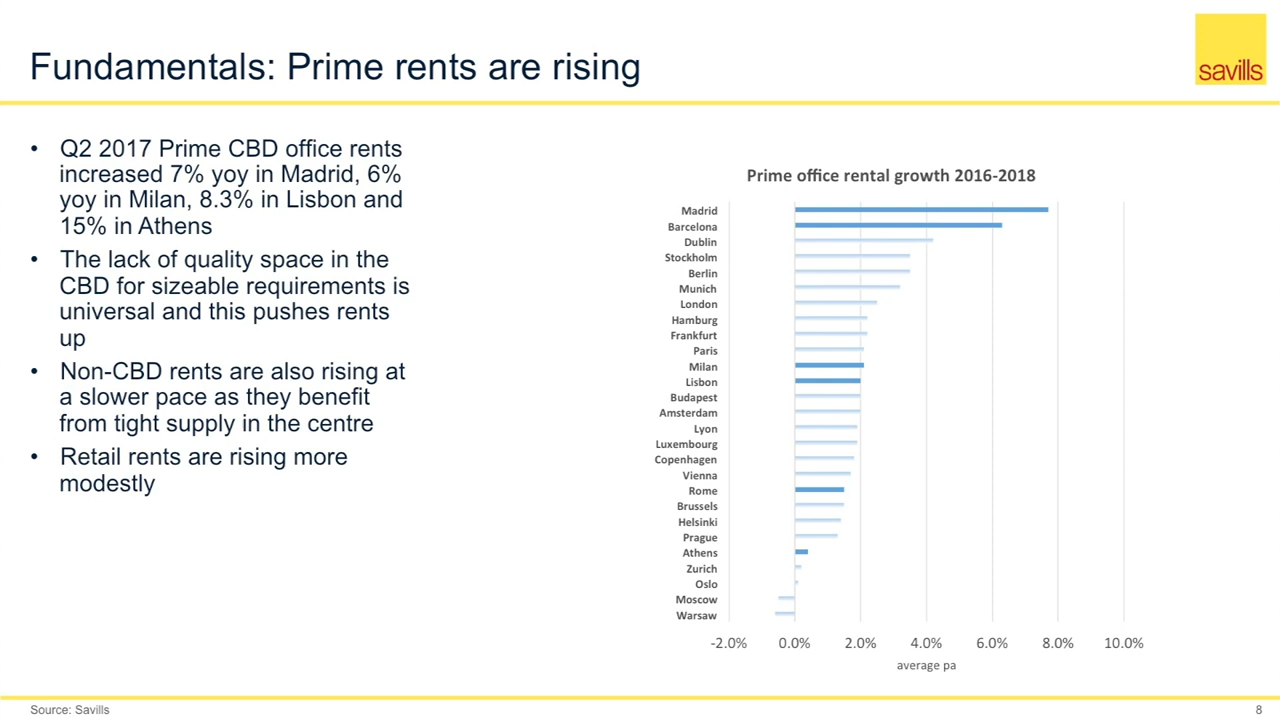 Fundamentals: Prime rents are rising
savills
• Q2 2017 Prime CBD office rents
increased 7% yoy in Madrid, 6%
yoy in Milan, 8.3% in Lisbon and
15% in Athens
• The lack of quality space in the
CBD for sizeable requirements is
universal and this pushes rents
up
• Non-CBD rents are also rising at
a slower pace as they benefit
from tight supply in the centre
• Retail rents are rising more
modestly
Prime office rental growth 2016-2018
Madrid
Barcelona
Dublin
Stockholm
Berlin
Munich
London
Hamburg
Frankfurt
Paris
Milan
Lisbon
Budapest
Amsterdam
Lyon
Luxembourg
Copenhagen
Vienna
Rome
Brussels
Helsinki
Prague
Athens
Zurich
Oslo
Moscow
Warsaw
-2.0% 0.0% 2.0% 4.0% 6.0% 8.0% 10.0%
average pa
Source: Savills
8